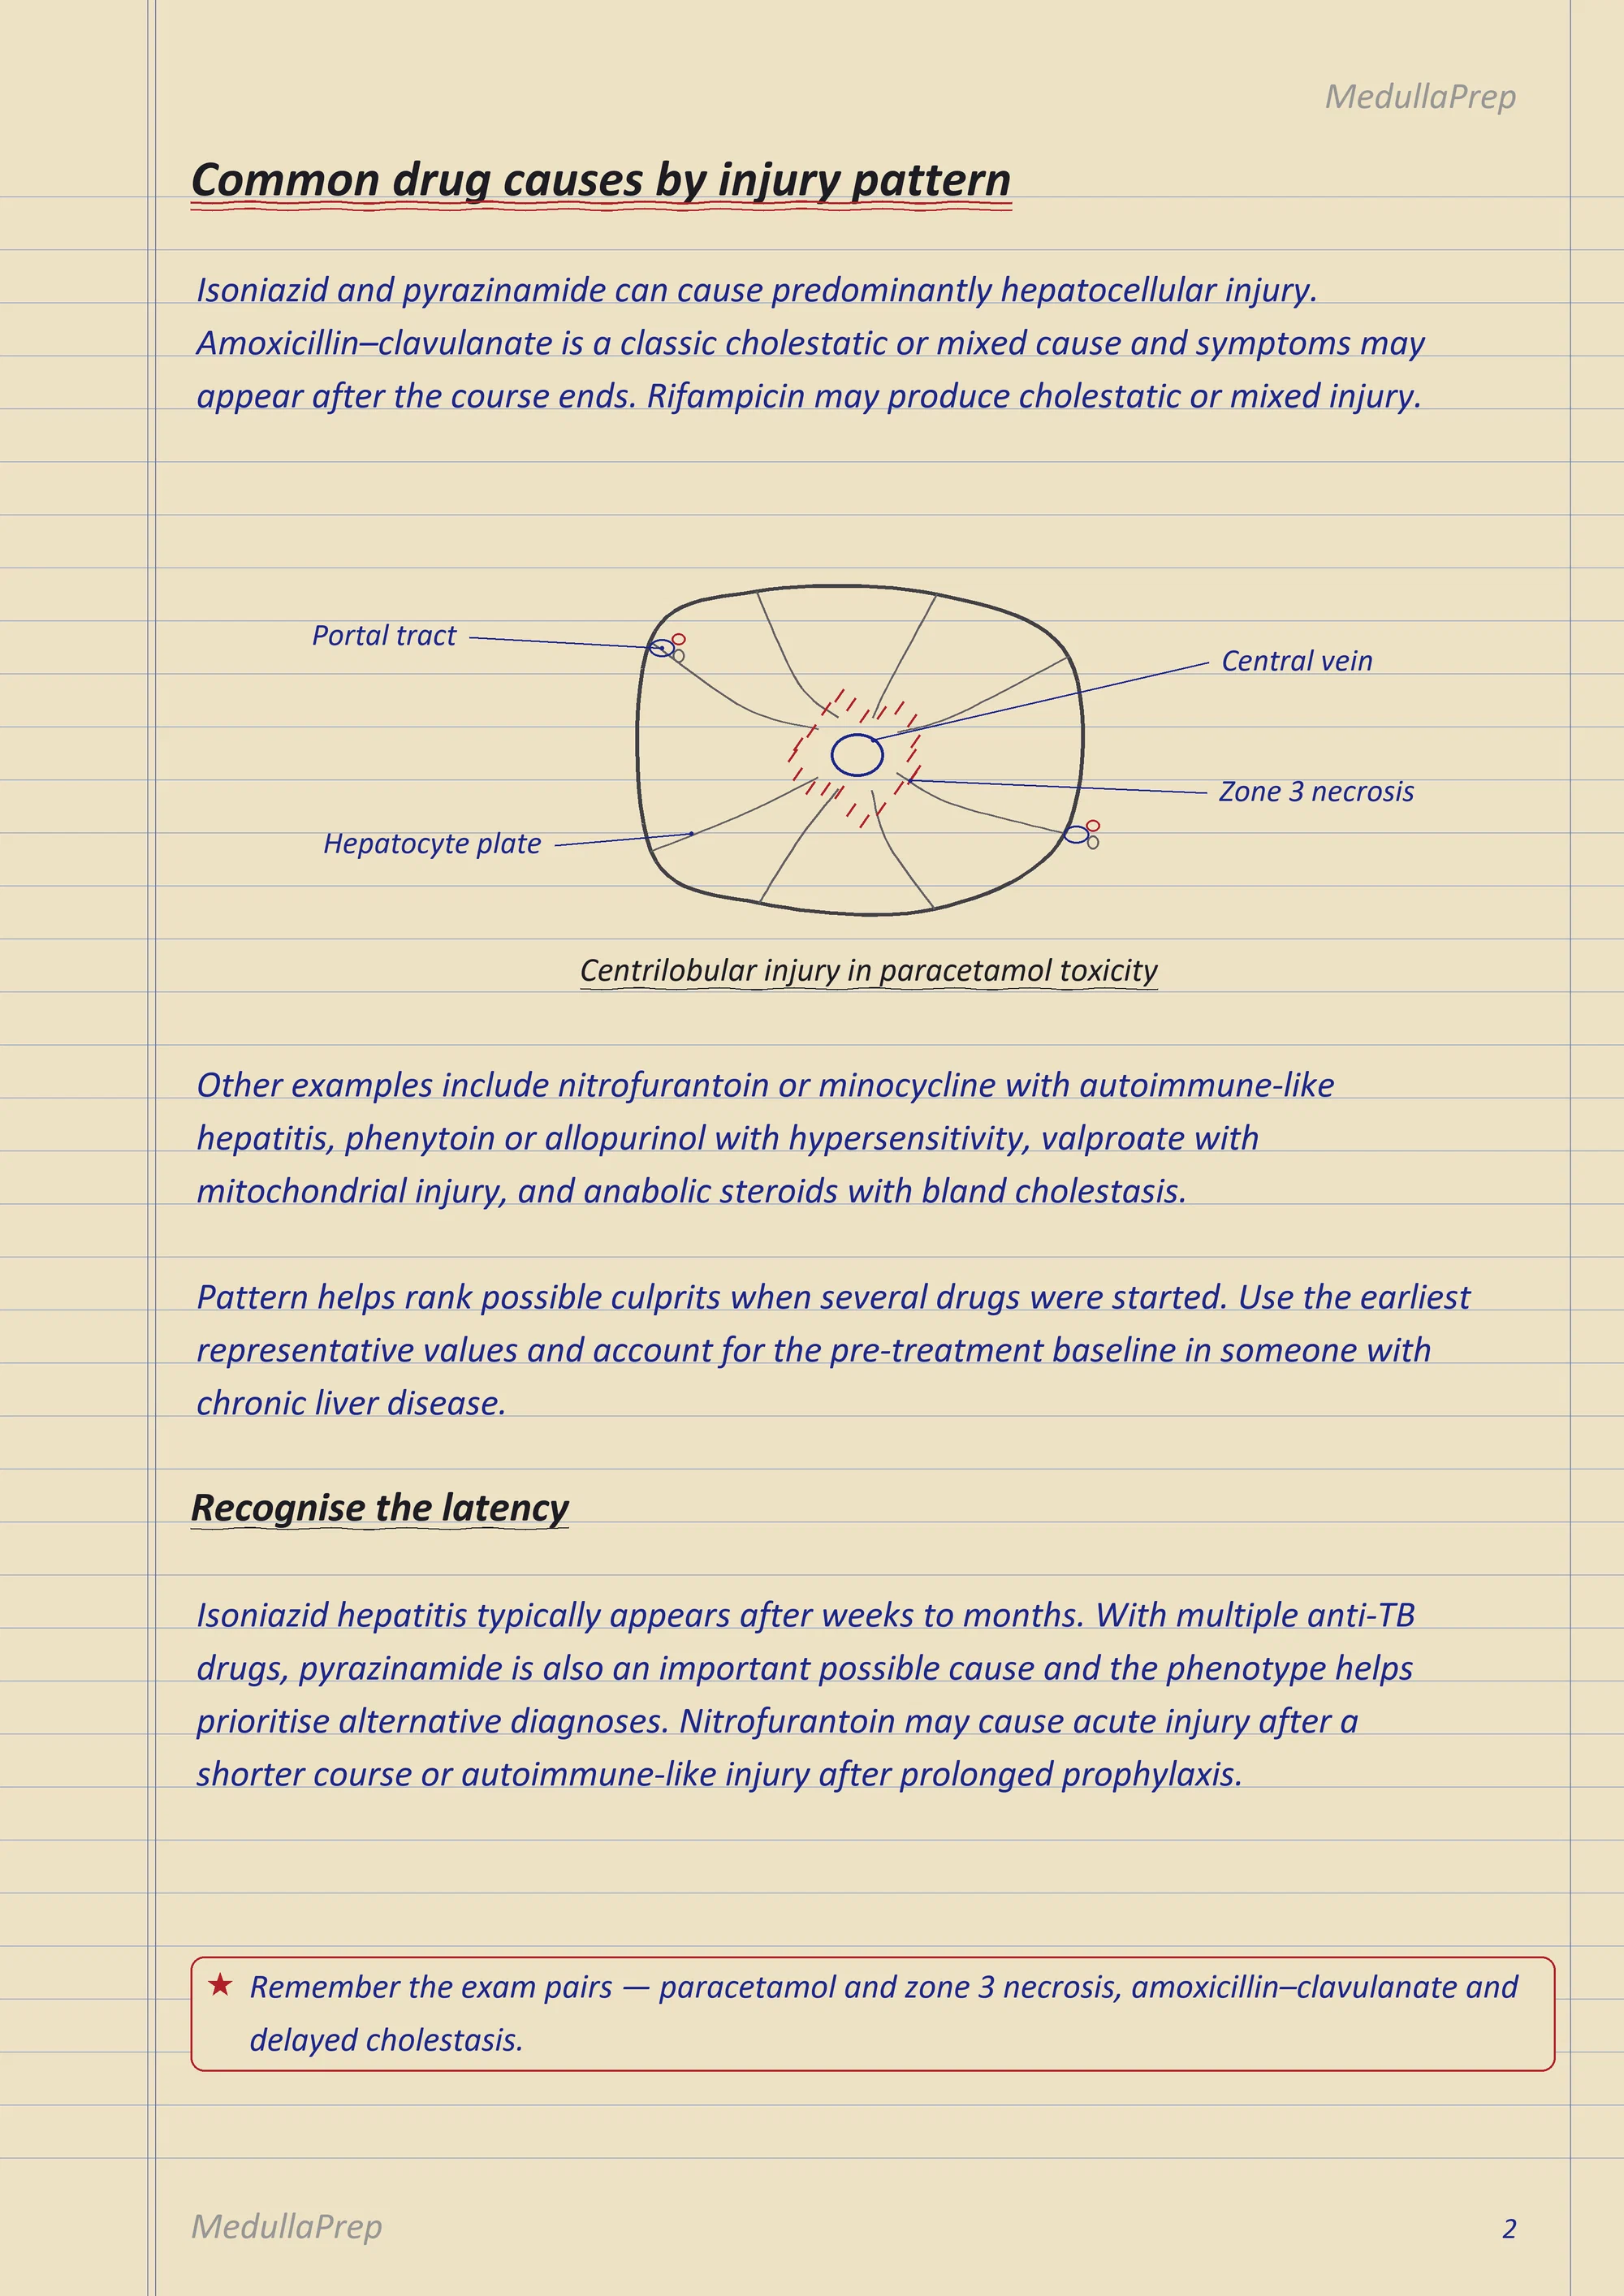 MedullaPrep
Common drug causes by injury pattern
Isoniazid and pyrazinamide can cause predominantly hepatocellular injury.
Amoxicillin–clavulanate is a classic cholestatic or mixed cause and symptoms may
appear after the course ends. Rifampicin may produce cholestatic or mixed injury.
Portal tract
Central vein
Zone 3 necrosis
Hepatocyte plate
Centrilobular injury in paracetamol toxicity
Other examples include nitrofurantoin or minocycline with autoimmune-like
hepatitis, phenytoin or allopurinol with hypersensitivity, valproate with
mitochondrial injury, and anabolic steroids with bland cholestasis.
Pattern helps rank possible culprits when several drugs were started. Use the earliest
representative values and account for the pre-treatment baseline in someone with
chronic liver disease.
Recognise the latency
Isoniazid hepatitis typically appears after weeks to months. With multiple anti-TB
drugs, pyrazinamide is also an important possible cause and the phenotype helps
prioritise alternative diagnoses. Nitrofurantoin may cause acute injury after a
shorter course or autoimmune-like injury after prolonged prophylaxis.
★ Remember the exam pairs — paracetamol and zone 3 necrosis, amoxicillin–clavulanate and
delayed cholestasis.
MedullaPrep
2